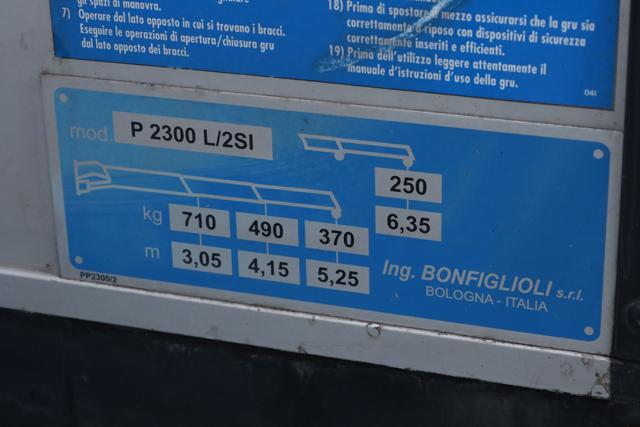 gli spazi di manovra.
7) Operare dal lato opposto in cui si trovano i bracci.
Eseguire le operazioni di apertura/chiusura gru
dal lato opposto dei bracci.
18) Prima di spostare il mezzo assicurarsi che la gru sia
correttamente a riposo con dispositivi di sicurezza
correttamente inseriti e efficienti.
19) Prima dell'utilizzo leggere attentamente il
manuale d'istruzioni d'uso della gru.
041
mod. P 2300 L/2SI
250
6,35
kg 710 490 370
m 3,05 4,15 5,25
PP2300/2
Ing. BONFIGLIOLI s.r.l.
BOLOGNA - ITALIA